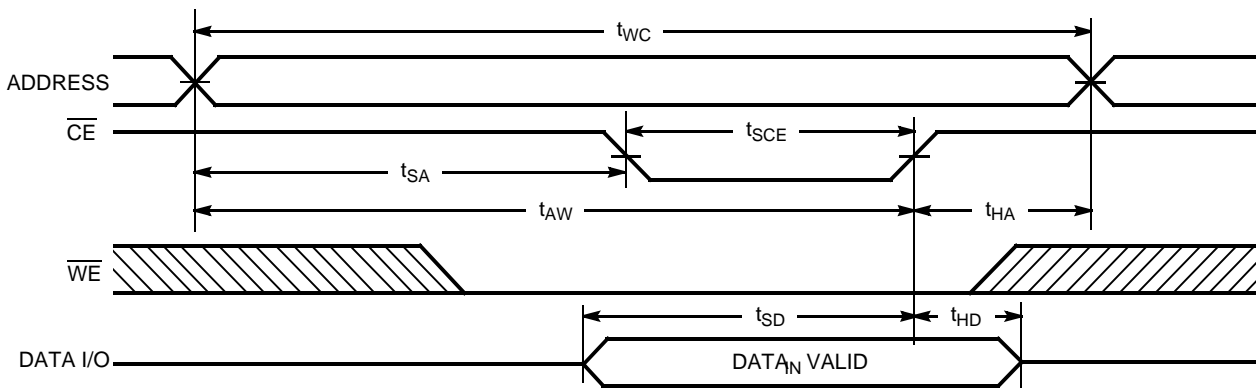 tWC
ADDRESS
CE
tSCE
tSA
tAW
tHA
WE
tSD
tHD
DATA I/O
DATAIN VALID